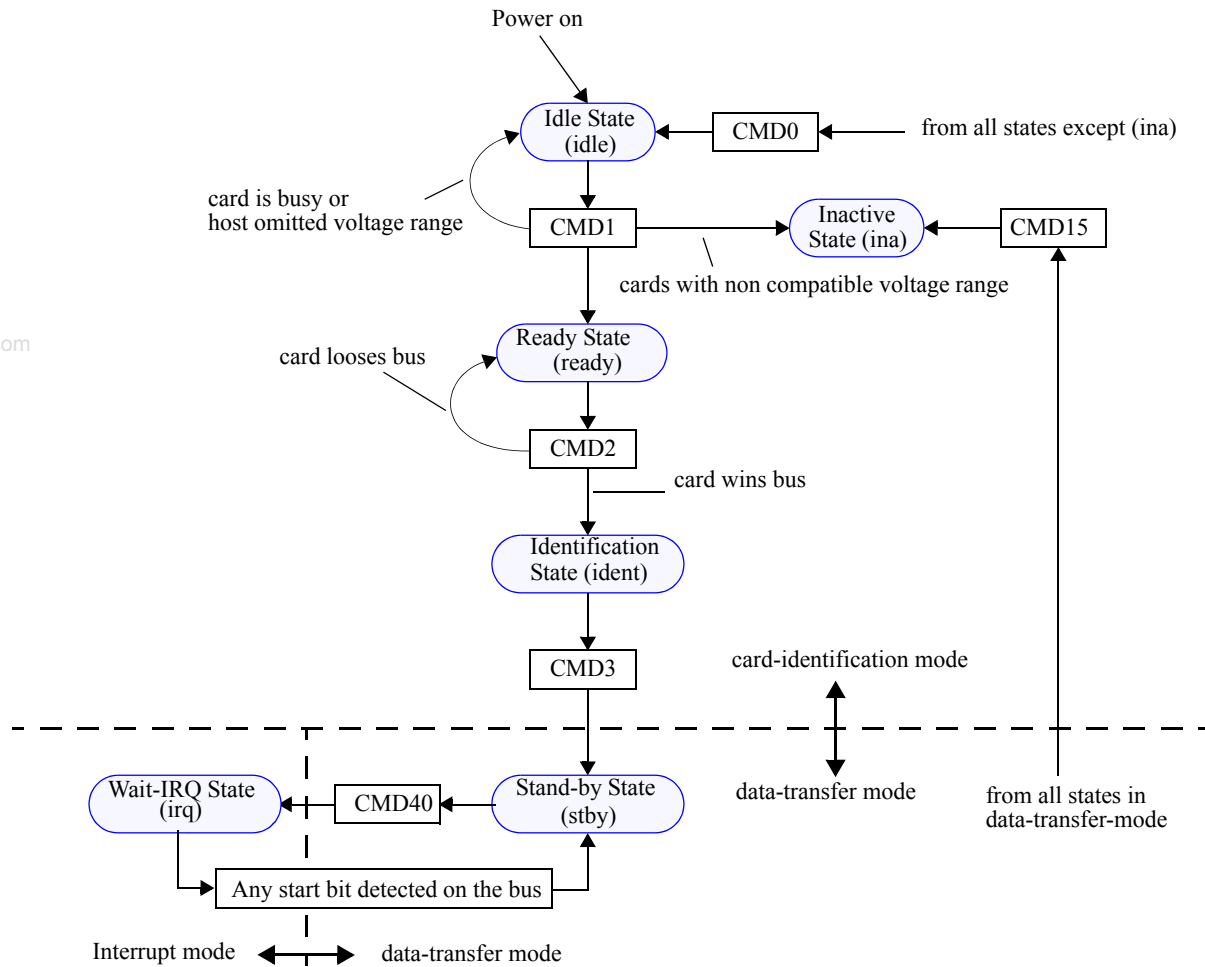 Power on
Idle State
(idle)
CMD0
from all states except (ina)
card is busy or
host omitted voltage range
CMD1
Inactive
State (ina)
CMD15
cards with non compatible voltage range
om
Ready State
(ready)
card looses bus
CMD2
card wins bus
Identification
State (ident)
CMD3
card-identification mode
Wait-IRQ State
(irq)
CMD40
Stand-by State
(stby)
data-transfer mode
from all states in
data-transfer-mode
Any start bit detected on the bus
Interrupt mode
data-transfer mode